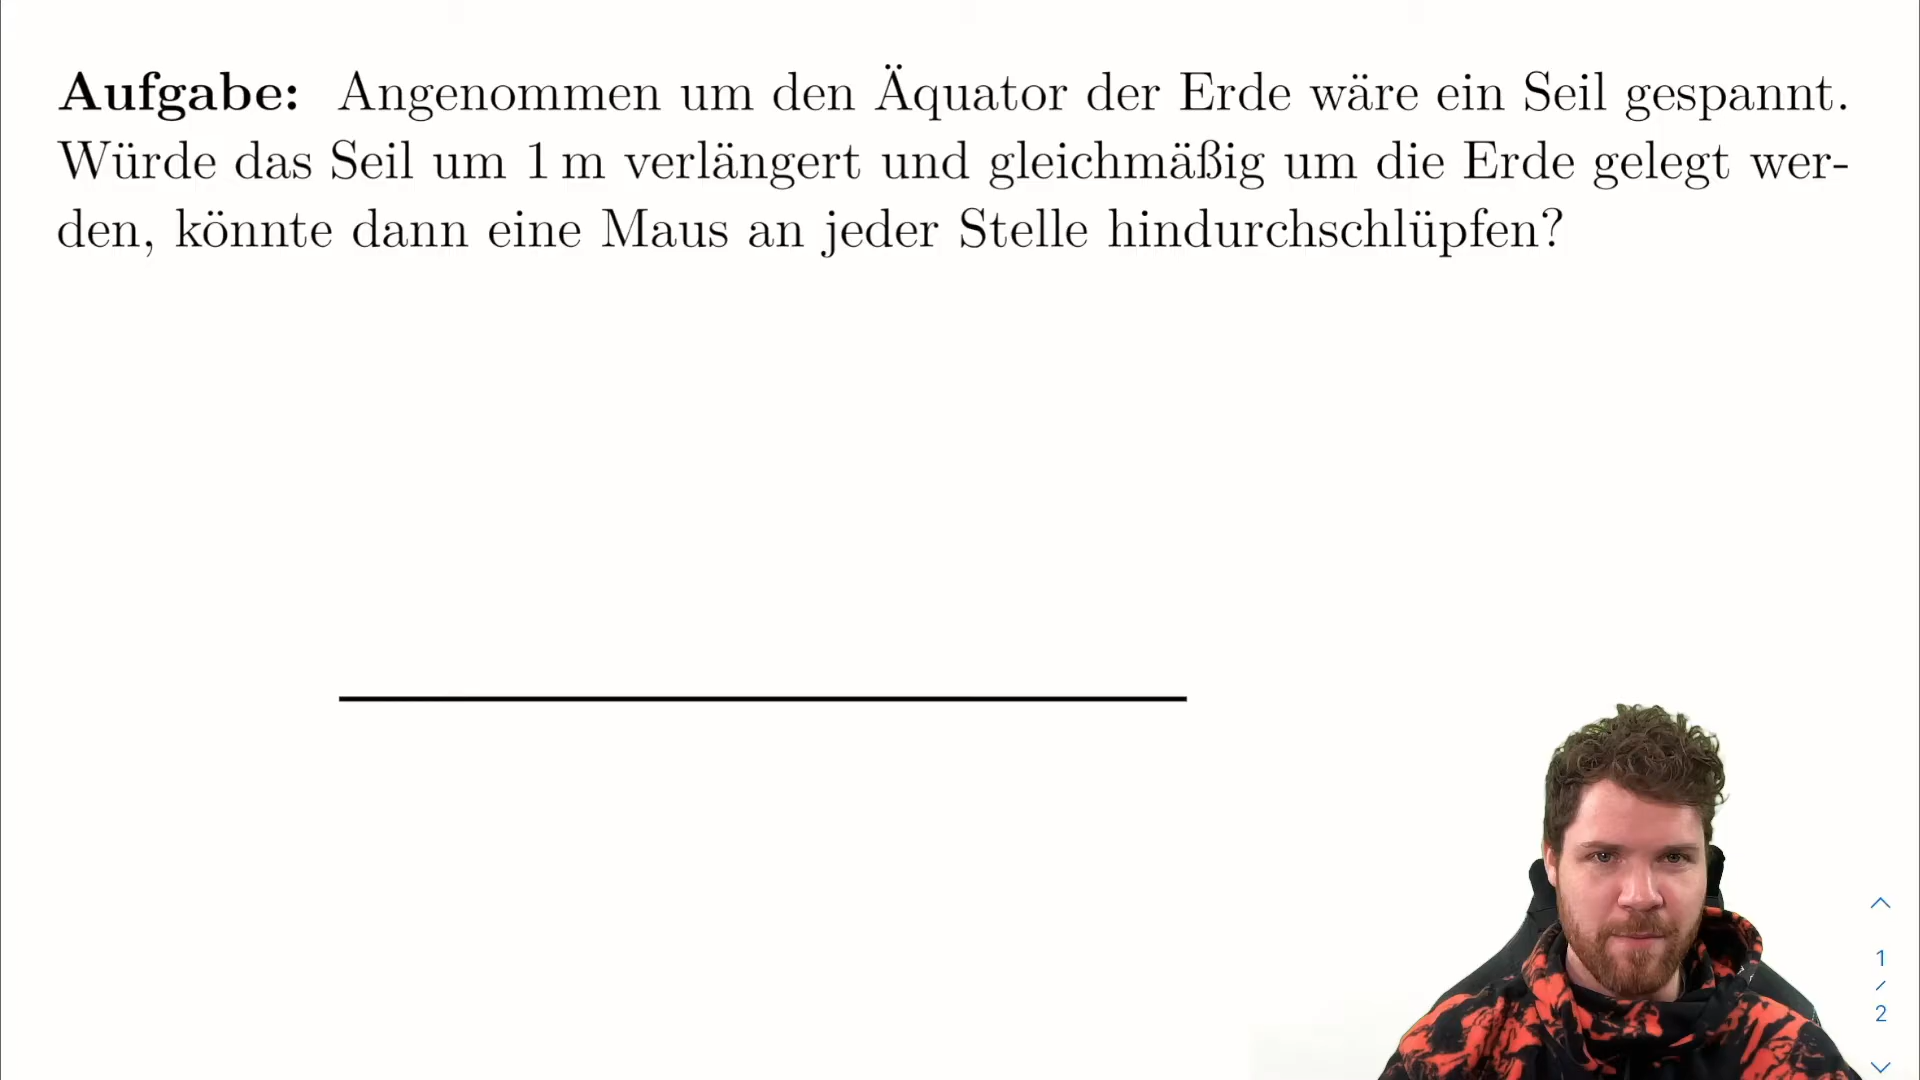 Aufgabe: Angenommen um den Äquator der Erde wäre ein Seil gespannt.
Würde das Seil um 1 m verlängert und gleichmäßig um die Erde gelegt wer-
den, könnte dann eine Maus an jeder Stelle hindurchschlüpfen?
1
/
2